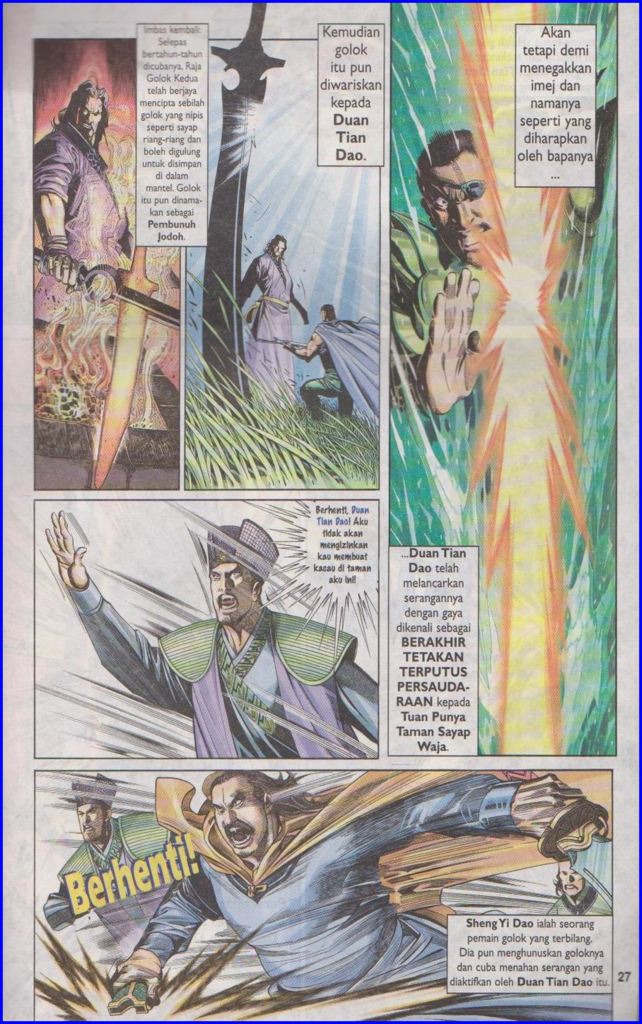 Imbas kembali:
Selepas
bertahun-tahun
dicubanya, Raja
Golok Kedua
telah berjaya
mencipta sebilah
golok yang nipis
seperti sayap
riang-riang dan
boleh digulung
untuk disimpan
di dalam
mantel. Golok
itu pun dinama-
kan sebagai
Pembunuh
Jodoh.
Kemudian
golok
itu pun
diwariskan
kepada
Duan
Tian
Dao.
Akan
tetapi demi
menegakkan
imej dan
namanya
seperti yang
diharapkan
oleh bapanya
...
...Duan Tian
Dao telah
melancarkan
serangannya
dengan gaya
dikenali sebagai
BERAKHIR
TETAKAN
TERPUTUS
PERSAUDA-
RAAN kepada
Tuan Punya
Taman Sayap
Waja.
Berhenti, Duan
Tian Dao! Aku
tidak akan
mengizinkan
kau membuat
kacau di taman
aku ini!!
Berhenti!
Sheng Yi Dao ialah seorang
pemain golok yang terbilang.
Dia pun menghunuskan goloknya
dan cuba menahan serangan yang
diaktifkan oleh Duan Tian Dao itu.
27